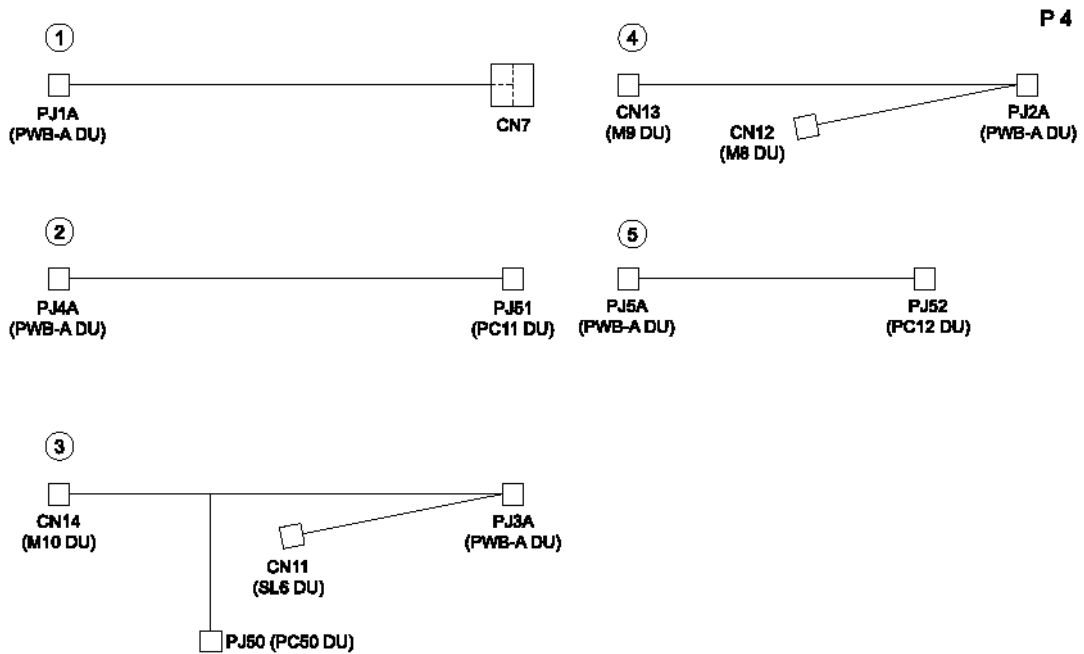 P 4
1
PJ1A
(PWB-A DU)
CN7
4
CN13
(M9 DU)
CN12
(M8 DU)
PJ2A
(PWB-A DU)
2
PJ4A
(PWB-A DU)
PJ51
(PC11 DU)
5
PJ5A
(PWB-A DU)
PJ52
(PC12 DU)
3
CN14
(M10 DU)
CN11
(SL6 DU)
PJ3A
(PWB-A DU)
PJ50 (PC50 DU)